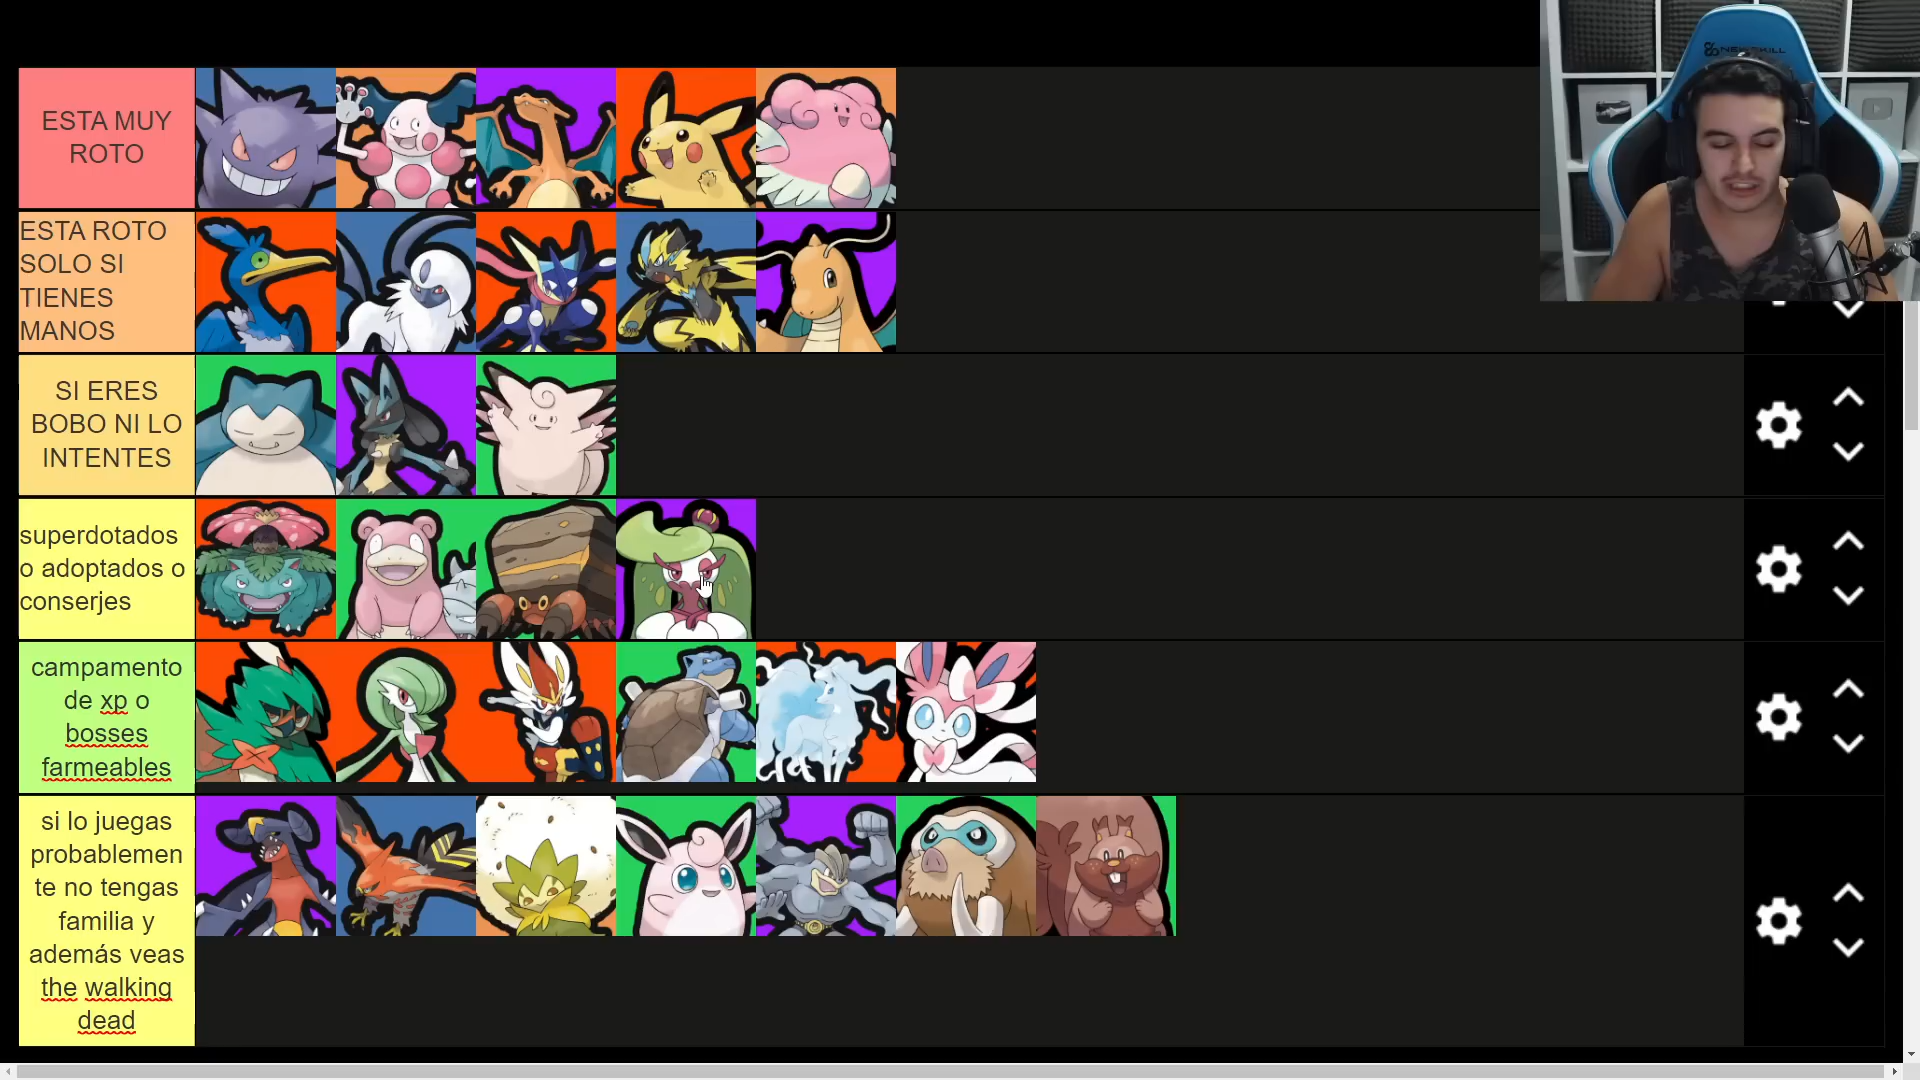 NEWSKILL
ESTA MUY
ROTO
ESTA ROTO
SOLO SI
TIENES
MANOS
SI ERES
BOBO NI LO
INTENTES
superdotados
o adoptados o
conserjes
campamento
de xp o
bosses
farmeables
si lo juegas
probablemen
te no tengas
familia y
además veas
the walking
dead